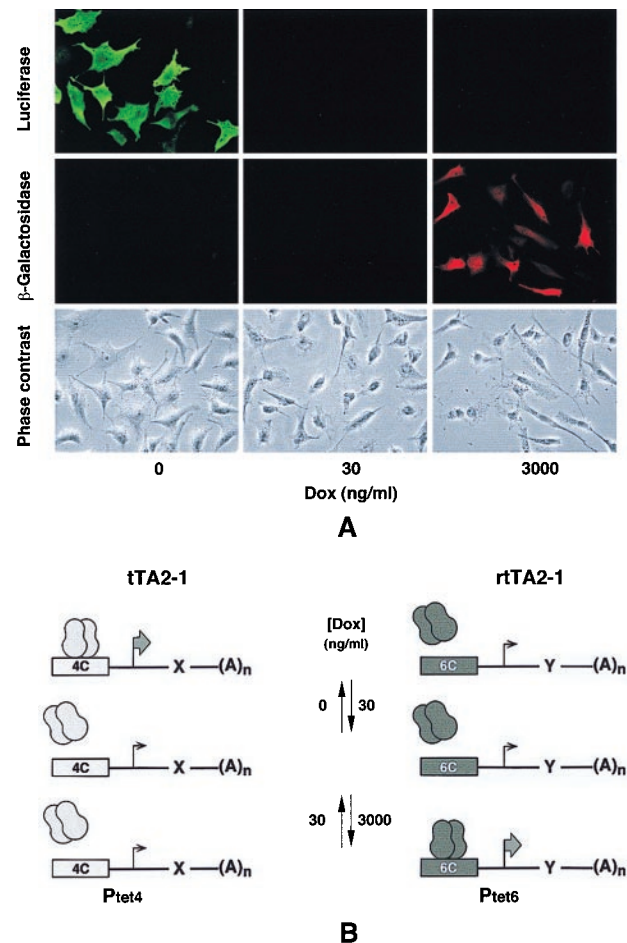 Luciferase
β-Galactosidase
Phase contrast
0 30 3000
Dox (ng/ml)
A
tTA2-1 rtTA2-1
[Dox]
(ng/ml)
4C X (A)n 6C Y (A)n
0 30
4C X (A)n 6C Y (A)n
30 3000
4C X (A)n 6C Y (A)n
Ptet4 Ptet6
B